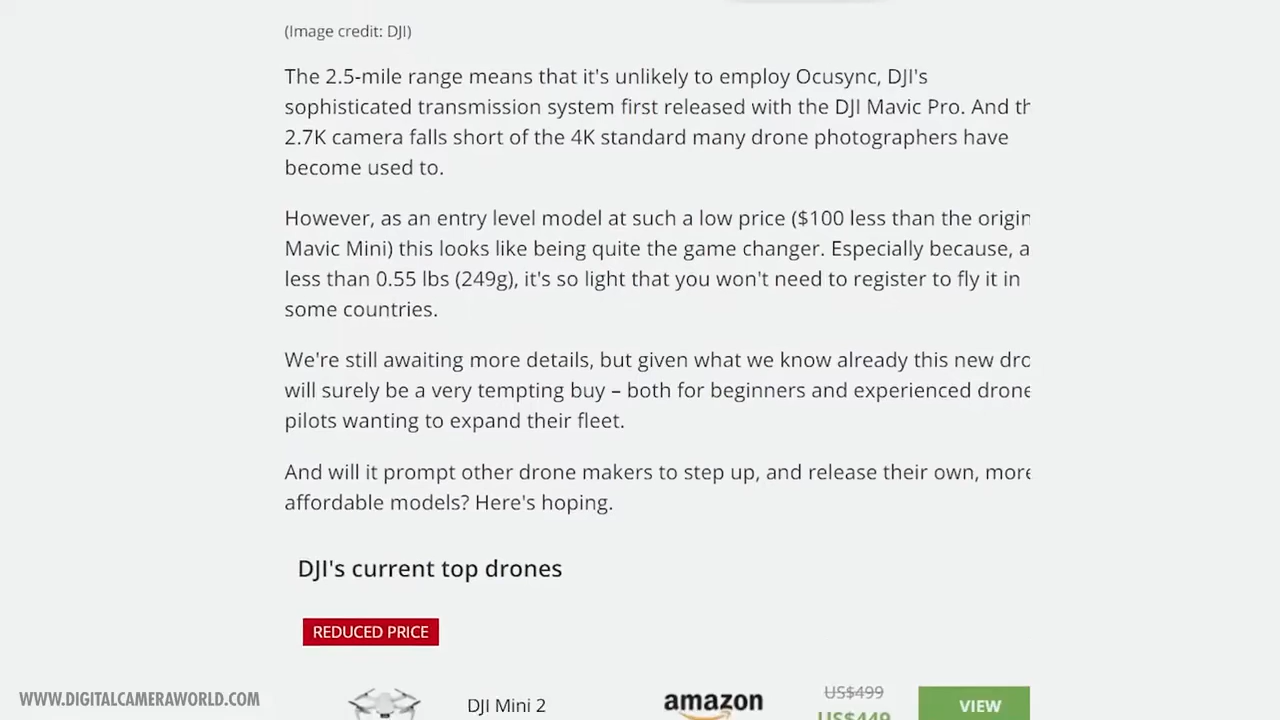 (Image credit: DJI)
The 2.5-mile range means that it's unlikely to employ Ocusync, DJI's
sophisticated transmission system first released with the DJI Mavic Pro. And th
2.7K camera falls short of the 4K standard many drone photographers have
become used to.
However, as an entry level model at such a low price ($100 less than the origin
Mavic Mini) this looks like being quite the game changer. Especially because, a
less than 0.55 lbs (249g), it's so light that you won't need to register to fly it in
some countries.
We're still awaiting more details, but given what we know already this new dro
will surely be a very tempting buy – both for beginners and experienced drone
pilots wanting to expand their fleet.
And will it prompt other drone makers to step up, and release their own, more
affordable models? Here's hoping.
DJI's current top drones
REDUCED PRICE
DJI Mini 2
amazon
US$499
US$449
VIEW
WWW.DIGITALCAMERAWORLD.COM